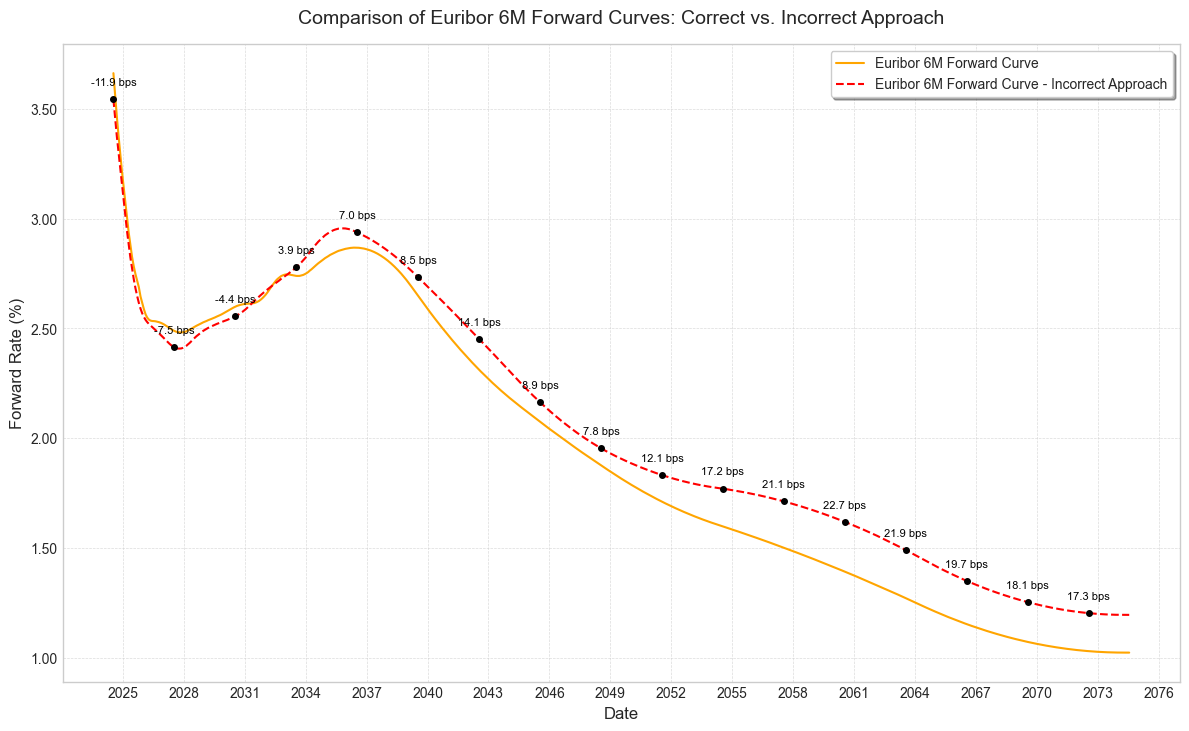 Comparison of Euribor 6M Forward Curves: Correct vs. Incorrect Approach
Euribor 6M Forward Curve
Euribor 6M Forward Curve - Incorrect Approach
Forward Rate (%)
3.50
3.00
2.50
2.00
1.50
1.00
-11.9 bps
-7.5 bps
-4.4 bps
3.9 bps
7.0 bps
8.5 bps
14.1 bps
8.9 bps
7.8 bps
12.1 bps
17.2 bps
21.1 bps
22.7 bps
21.9 bps
19.7 bps
18.1 bps
17.3 bps
2025 2028 2031 2034 2037 2040 2043 2046 2049 2052 2055 2058 2061 2064 2067 2070 2073 2076
Date